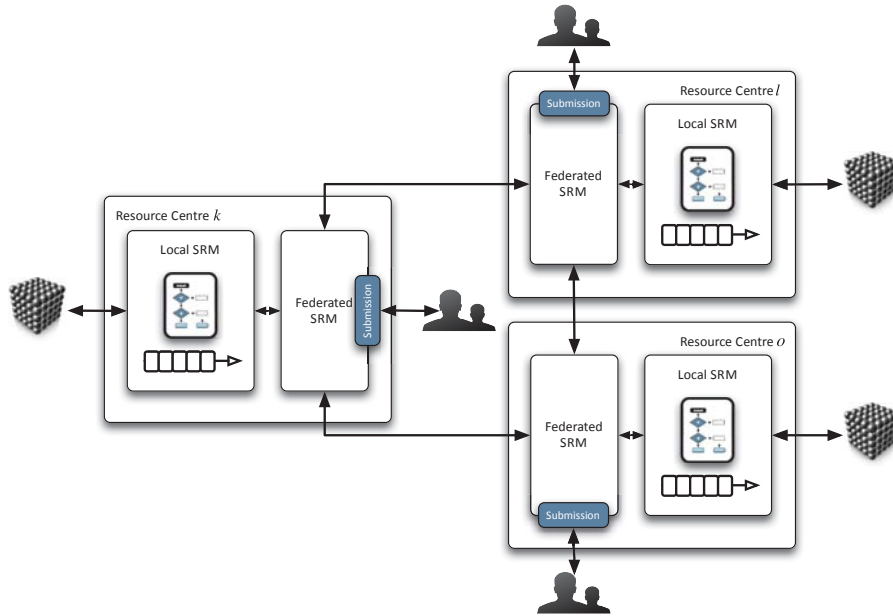 Submission
Resource Centre l
Local SRM
Federated
SRM
Resource Centre k
Local SRM
Federated
SRM
Submission
Resource Centre o
Local SRM
Federated
SRM
Submission